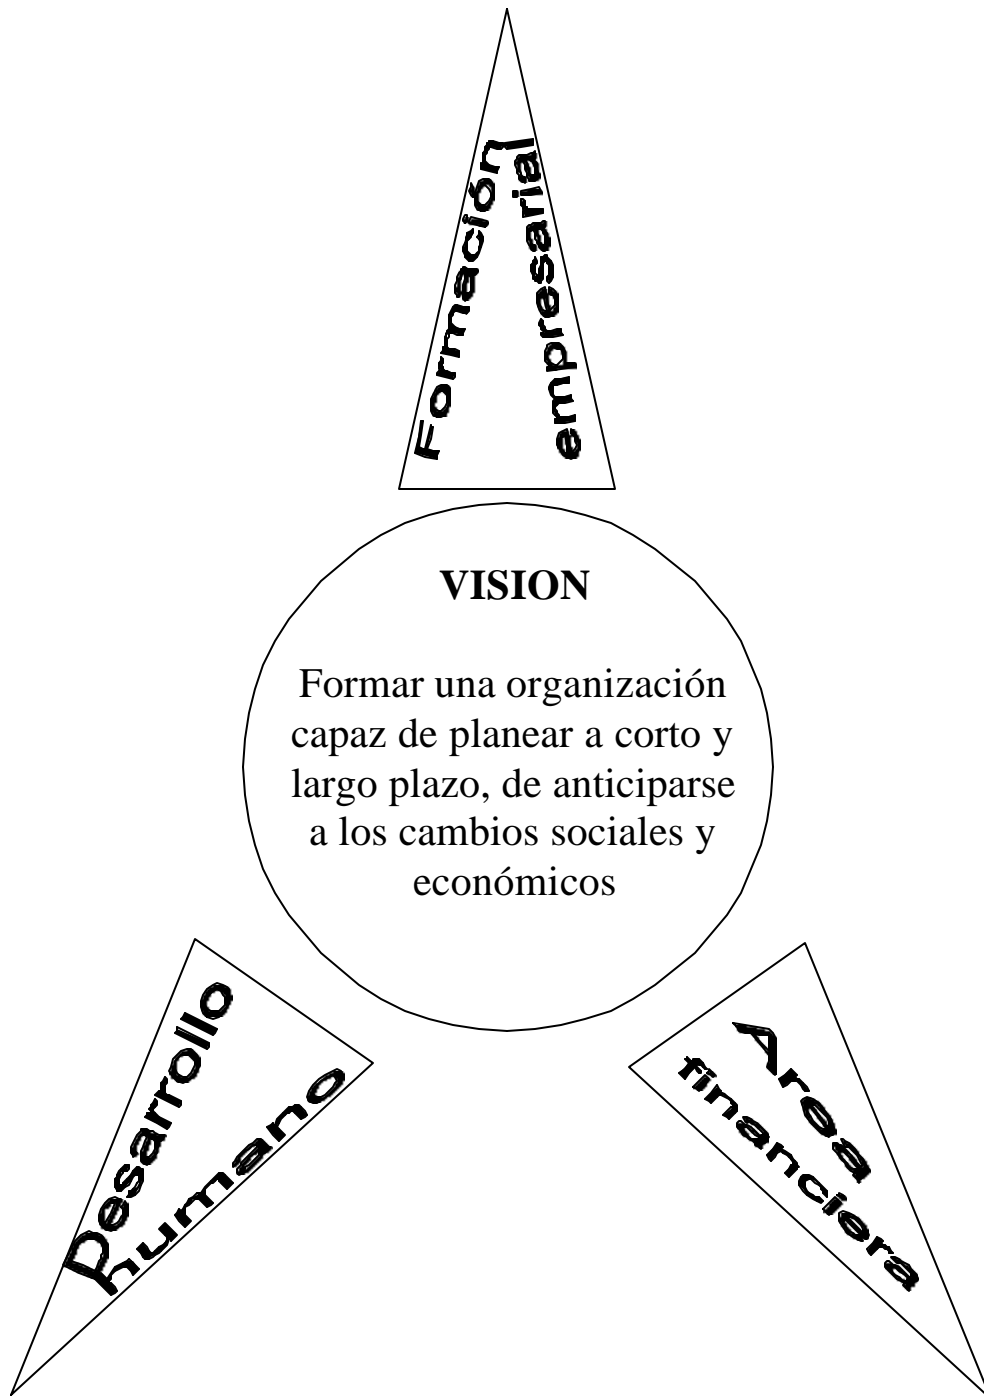 Formación
empresarial
VISION
Formar una organización
capaz de planear a corto y
largo plazo, de anticiparse
a los cambios sociales y
económicos
Desarrollo
humano
Area
financiera